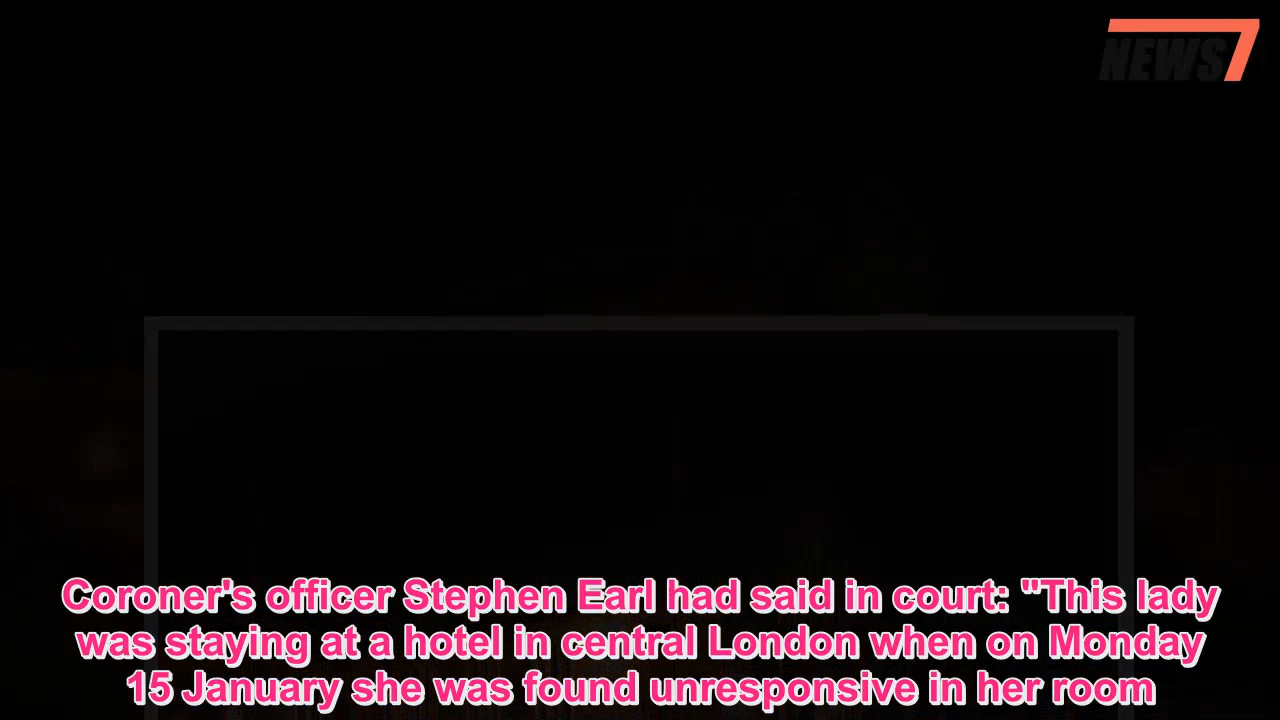 NEWS7
Coroner's officer Stephen Earl had said in court: "This lady
was staying at a hotel in central London when on Monday
15 January she was found unresponsive in her room